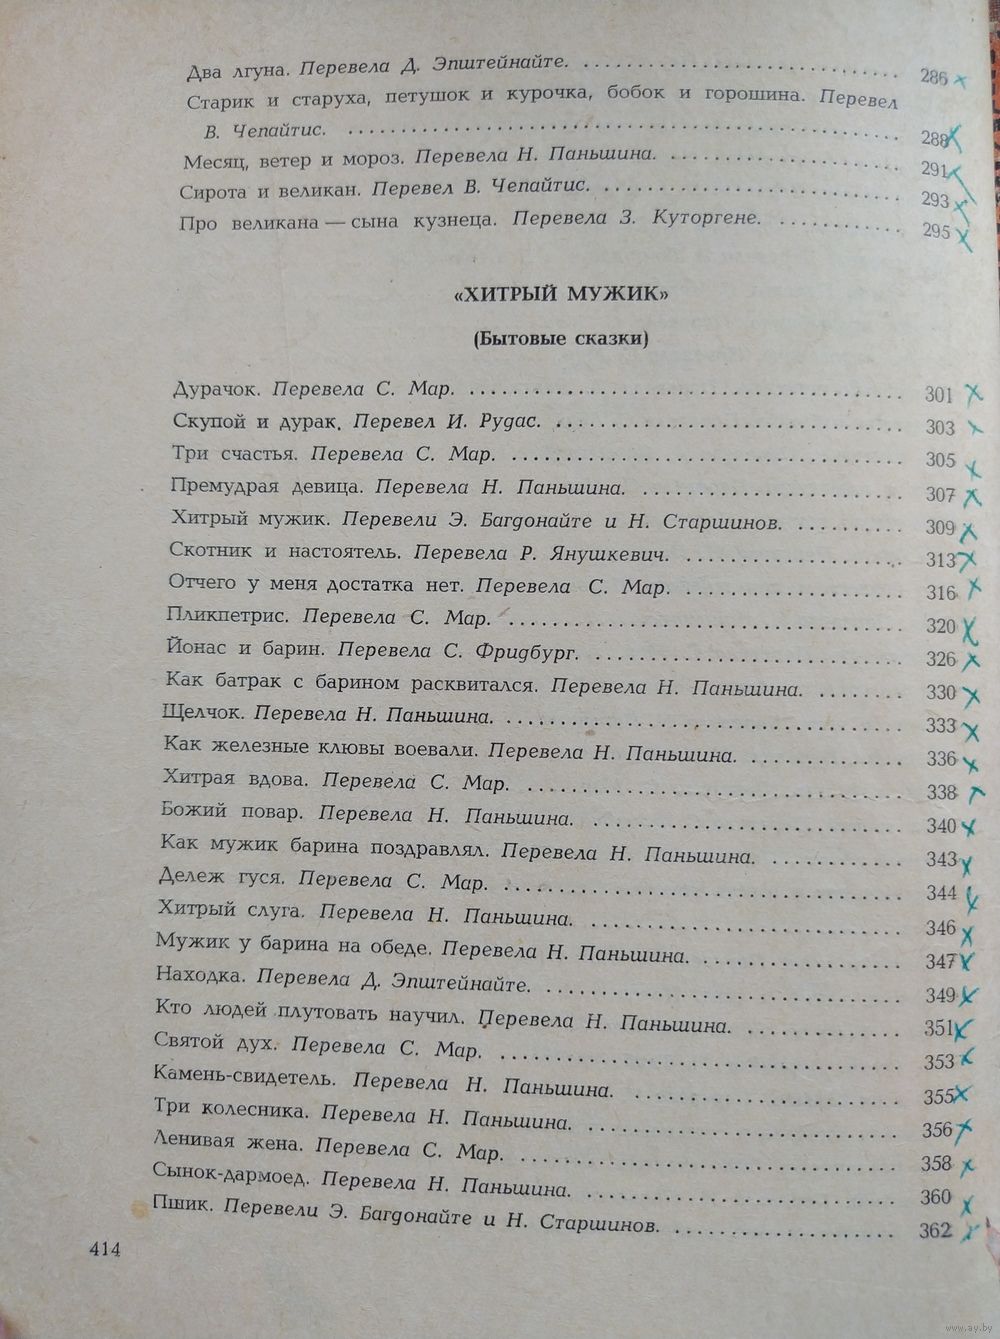 Два лгуна. Перевела Д. Эпштейнайте. . . . . . . . . . . . . . . . . . . . . . . . . . . . 286
Старик и старуха, петушок и курочка, бобок и горошина. Перевел
В. Чепайтис. . . . . . . . . . . . . . . . . . . . . . . . . . . . . . . . . . . . . . . . . 288
Месяц, ветер и мороз. Перевела Н. Паньшина. . . . . . . . . . . . . . . . . . . . . 291
Сирота и великан. Перевел В. Чепайтис. . . . . . . . . . . . . . . . . . . . . . . . . 293
Про великана — сына кузнеца. Перевела З. Куторгене. . . . . . . . . . . . 295
«ХИТРЫЙ МУЖИК»
(Бытовые сказки)
Дурачок. Перевела С. Мар. . . . . . . . . . . . . . . . . . . . . . . . . . . . . . . . . 301
Скупой и дурак. Перевел И. Рудас. . . . . . . . . . . . . . . . . . . . . . . . . . . . 303
Три счастья. Перевела С. Мар. . . . . . . . . . . . . . . . . . . . . . . . . . . . . . 305
Премудрая девица. Перевела Н. Паньшина. . . . . . . . . . . . . . . . . . . . . 307
Хитрый мужик. Перевели Э. Багдонайте и Н. Старшинов. . . . . . . . . . 309
Скотник и настоятель. Перевела Р. Янушкевич. . . . . . . . . . . . . . . . . . 313
Отчего у меня достатка нет. Перевела С. Мар. . . . . . . . . . . . . . . . . . 316
Пликпетрис. Перевела С. Мар. . . . . . . . . . . . . . . . . . . . . . . . . . . . . . 320
Йонас и барин. Перевела С. Фридбург. . . . . . . . . . . . . . . . . . . . . . . . . 326
Как батрак с барином расквитался. Перевела Н. Паньшина. . . . . . . . . 330
Щелчок. Перевела Н. Паньшина. . . . . . . . . . . . . . . . . . . . . . . . . . . . . . 333
Как железные клювы воевали. Перевела Н. Паньшина. . . . . . . . . . . . . 336
Хитрая вдова. Перевела С. Мар. . . . . . . . . . . . . . . . . . . . . . . . . . . . . 338
Божий повар. Перевела Н. Паньшина. . . . . . . . . . . . . . . . . . . . . . . . . 340
Как мужик барина поздравлял. Перевела Н. Паньшина. . . . . . . . . . . 343
Дележ гуся. Перевела С. Мар. . . . . . . . . . . . . . . . . . . . . . . . . . . . . . 344
Хитрый слуга. Перевела Н. Паньшина. . . . . . . . . . . . . . . . . . . . . . . . . 346
Мужик у барина на обеде. Перевела Н. Паньшина. . . . . . . . . . . . . . . . 347
Находка. Перевела Д. Эпштейнайте. . . . . . . . . . . . . . . . . . . . . . . . . . . 349
Кто людей плутовать научил. Перевела Н. Паньшина. . . . . . . . . . . . . 351
Святой дух. Перевела С. Мар. . . . . . . . . . . . . . . . . . . . . . . . . . . . . . 353
Камень-свидетель. Перевела Н. Паньшина. . . . . . . . . . . . . . . . . . . . . 355
Три колесника. Перевела Н. Паньшина. . . . . . . . . . . . . . . . . . . . . . . . 356
Ленивая жена. Перевела С. Мар. . . . . . . . . . . . . . . . . . . . . . . . . . . . . 358
Сынок-дармоед. Перевела Н. Паньшина. . . . . . . . . . . . . . . . . . . . . . . . 360
Пшик. Перевели Э. Багдонайте и Н. Старшинов. . . . . . . . . . . . . . . . . . 362
414
www.ay.by